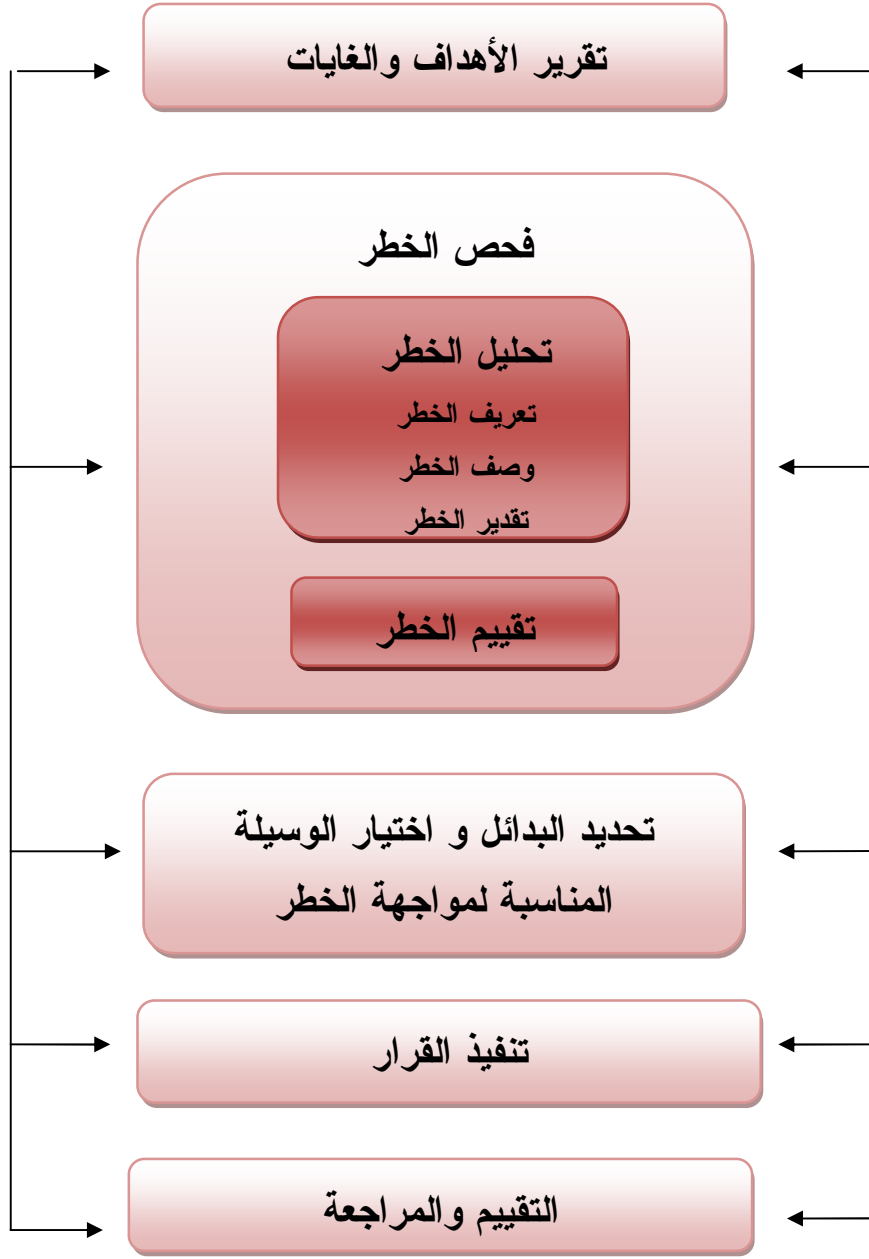 تقرير الأهداف والغايات
فحص الخطر
تحليل الخطر
تعريف الخطر
وصف الخطر
تقدير الخطر
تقييم الخطر
تحديد البدائل و اختيار الوسيلة
المناسبة لمواجهة الخطر
تنفيذ القرار
التقييم والمراجعة